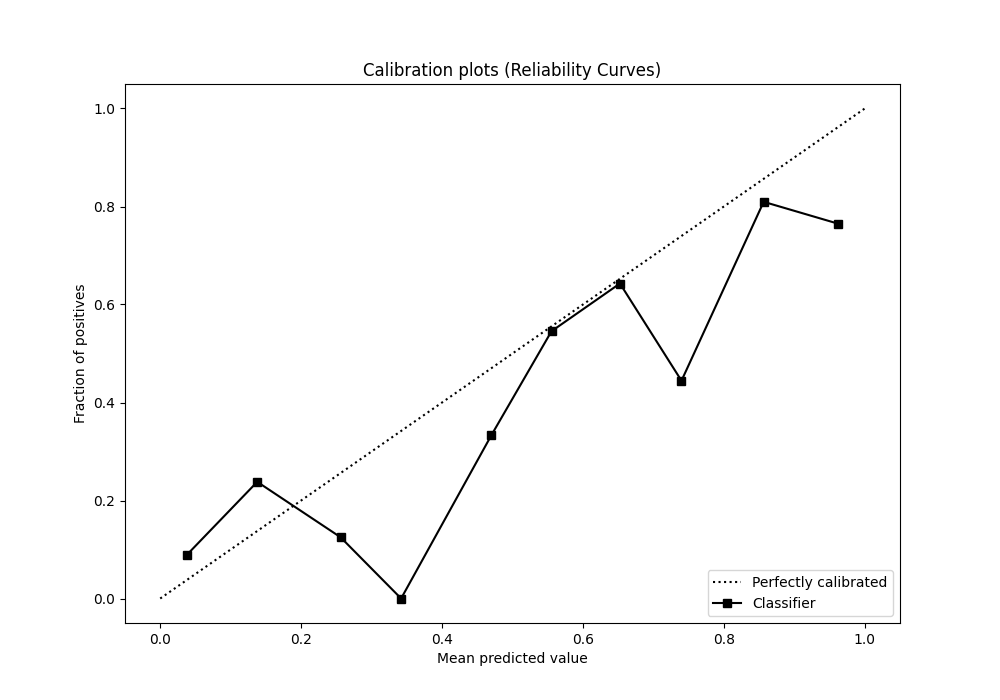 Calibration plots (Reliability Curves)
1.0
0.8
0.6
0.4
0.2
0.0
Fraction of positives
0.0 0.2 0.4 0.6 0.8 1.0
Mean predicted value
Perfectly calibrated
Classifier